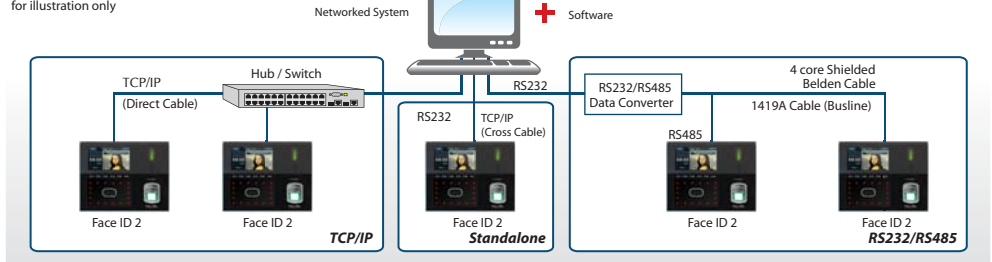 for illustration only
Networked System
Software
TCP/IP
(Direct Cable)
Hub / Switch
RS232
TCP/IP
(Cross Cable)
RS232
RS232/RS485
Data Converter
4 core Shielded
Belden Cable
1419A Cable (Busline)
RS485
Face ID 2
Face ID 2
Face ID 2
Face ID 2
Face ID 2
TCP/IP
Standalone
RS232/RS485